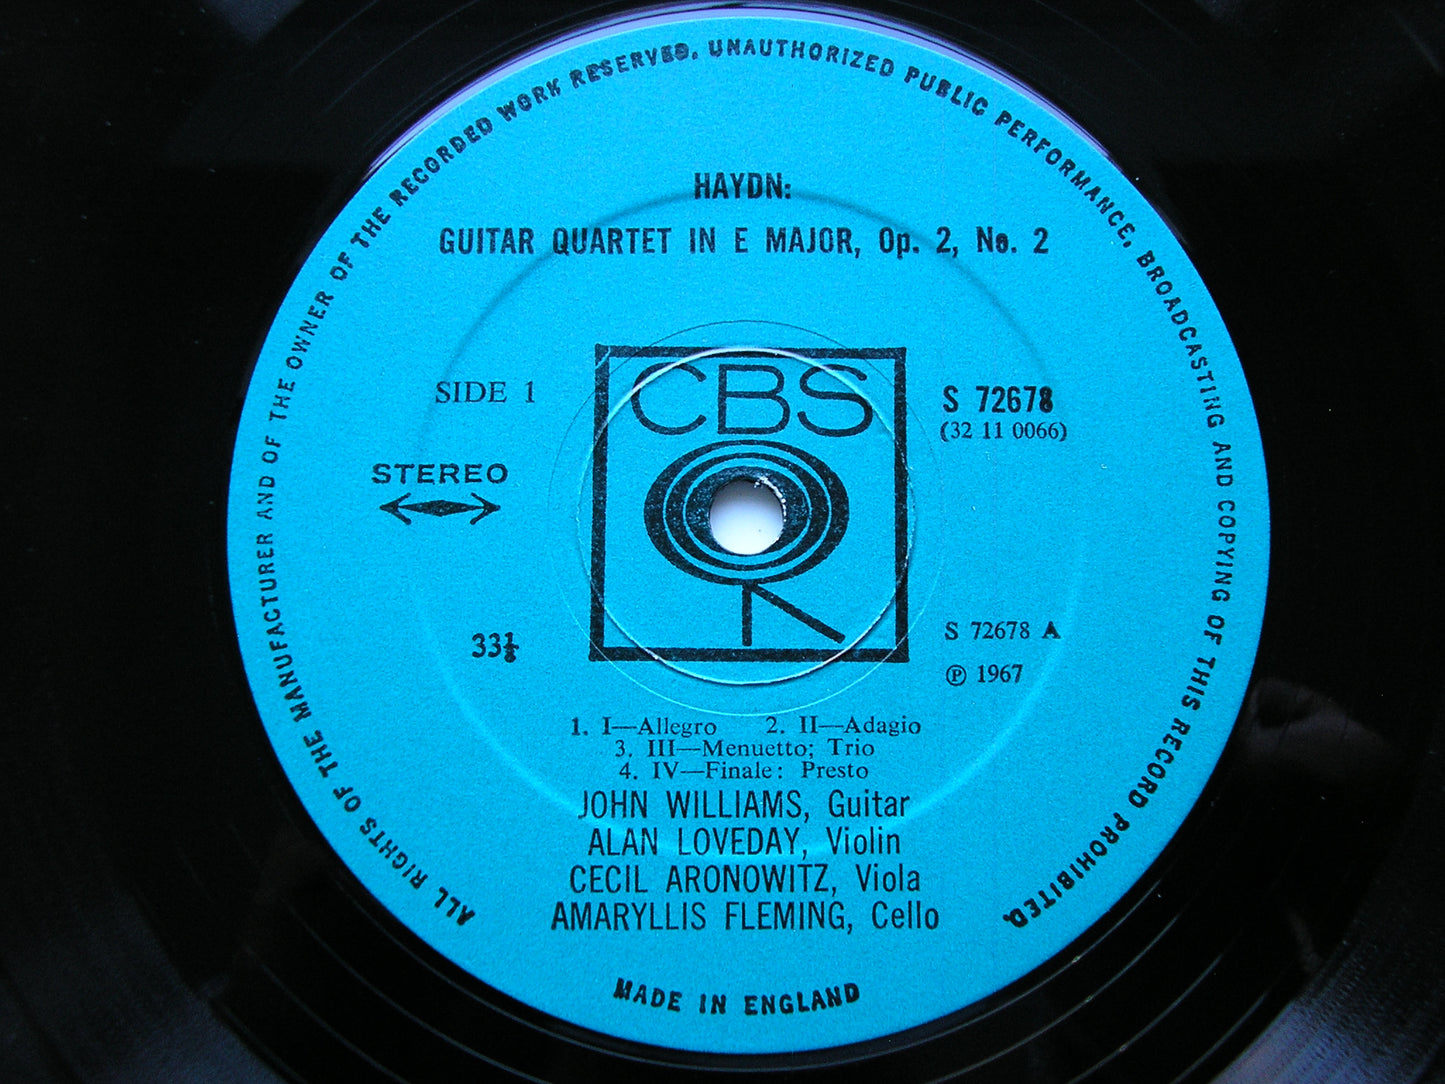 ALL RIGHTS OF THE MANUFACTURER AND OF THE OWNER OF THE RECORDED WORK RESERVED. UNAUTHORIZED PUBLIC PERFORMANCE, BROADCASTING AND COPYING OF THIS RECORD PROHIBITED.
HAYDN:
GUITAR QUARTET IN E MAJOR, Op. 2, No. 2
CBS
SIDE 1
S 72678
(32 11 0066)
STEREO
33⅓
S 72678 A
℗ 1967
1. I—Allegro 2. II—Adagio
3. III—Menuetto; Trio
4. IV—Finale: Presto
JOHN WILLIAMS, Guitar
ALAN LOVEDAY, Violin
CECIL ARONOWITZ, Viola
AMARYLLIS FLEMING, Cello
MADE IN ENGLAND